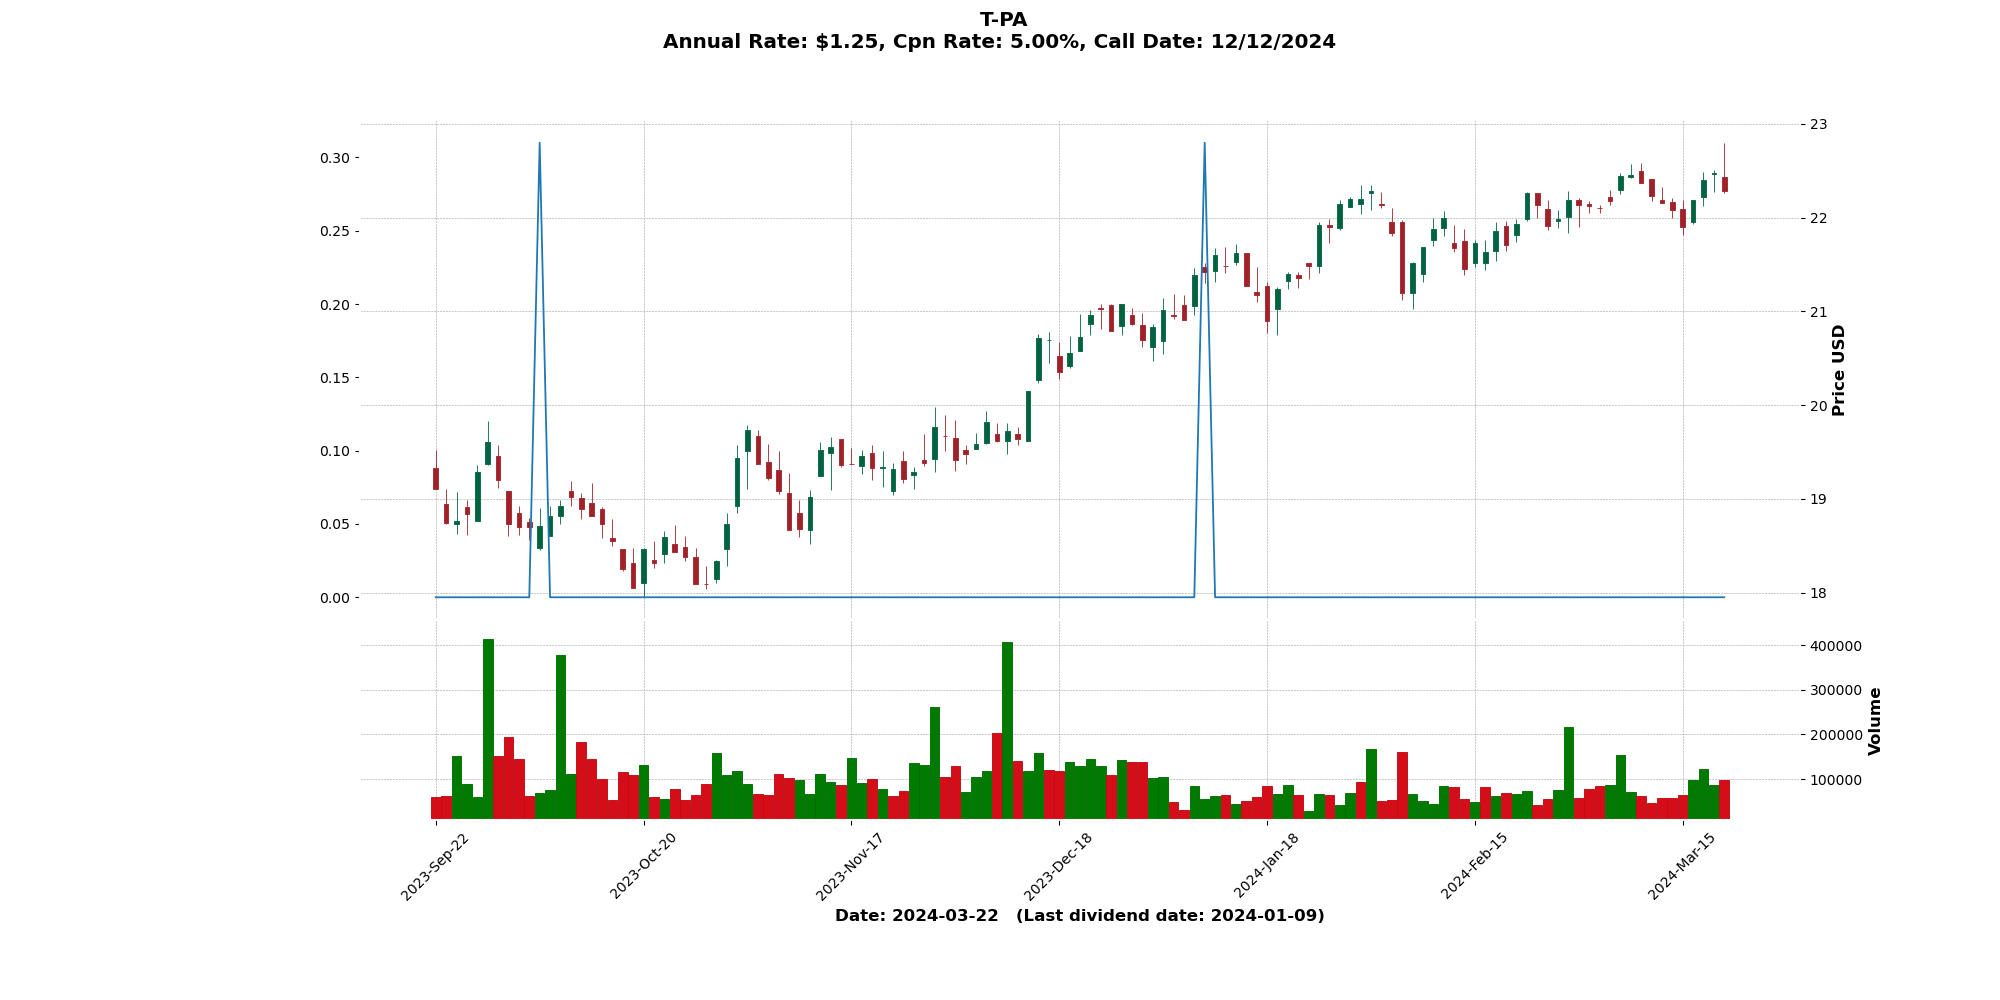 T-PA
Annual Rate: $1.25, Cpn Rate: 5.00%, Call Date: 12/12/2024
0.30
0.25
0.20
0.15
0.10
0.05
0.00
23
22
21
20
19
18
Price USD
400000
300000
200000
100000
Volume
2023-Sep-22
2023-Oct-20
2023-Nov-17
2023-Dec-18
2024-Jan-18
2024-Feb-15
2024-Mar-15
Date: 2024-03-22 (Last dividend date: 2024-01-09)